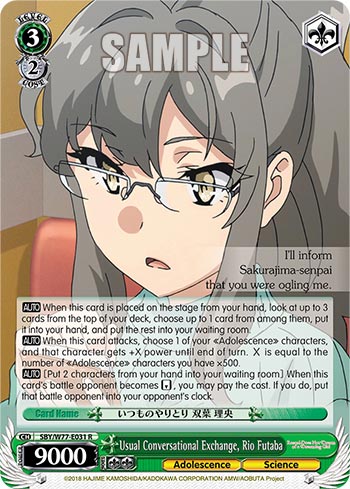 LEVEL
3
SAMPLE
2
COST
I'll inform
Sakurajima-senpai
that you were ogling me.
AUTO When this card is placed on the stage from your hand, look at up to 3
cards from the top of your deck, choose up to 1 card from among them, put
it into your hand, and put the rest into your waiting room.
AUTO When this card attacks, choose 1 of your «Adolescence» characters,
and that character gets +X power until end of turn. X is equal to the
number of «Adolescence» characters you have ×500.
AUTO [Put 2 characters from your hand into your waiting room] When
this card's battle opponent becomes, you may pay the cost. If you do, put
that battle opponent into your opponent's clock.
Card Name
いつものやりとり 双葉 理央
SBY/W77-E031 R
Usual Conversational Exchange, Rio Futaba
9000
Adolescence
Science
©2018 HAJIME KAMOSHIDA/KADOKAWA CORPORATION AMW/AOBUTA Project